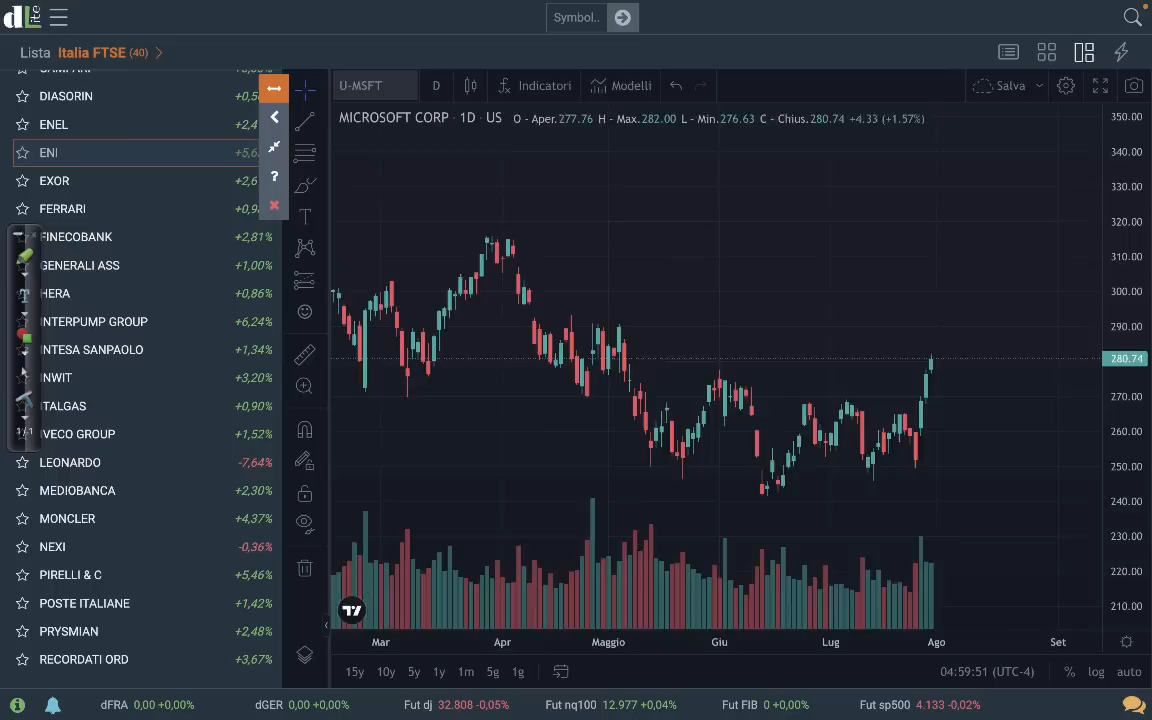 dLite
Symbol..
Lista Italia FTSE (40)
DIASORIN
ENEL
ENI
EXOR
FERRARI
FINECOBANK +2,81%
GENERALI ASS +1,00%
HERA +0,86%
INTERPUMP GROUP +6,24%
INTESA SANPAOLO +1,34%
INWIT +3,20%
ITALGAS +0,90%
IVECO GROUP +1,52%
LEONARDO -7,64%
MEDIOBANCA +2,30%
MONCLER +4,37%
NEXI -0,36%
PIRELLI & C +5,46%
POSTE ITALIANE +1,42%
PRYSMIAN +2,48%
RECORDATI ORD +3,67%
?
1/1
T
U-MSFT D Indicatori Modelli Salva
MICROSOFT CORP · 1D · US O - Aper.277.76 H - Max.282.00 L - Min.276.63 C - Chius.280.74 +4.33 (+1.57%)
350.00
340.00
330.00
320.00
310.00
300.00
290.00
280.74
270.00
260.00
250.00
240.00
230.00
220.00
210.00
Mar Apr Maggio Giu Lug Ago Set
15y 10y 5y 1y 1m 5g 1g 04:59:51 (UTC-4) % log auto
dFRA 0,00 +0,00% dGER 0,00 +0,00% Fut dj 32.808 -0,05% Fut nq100 12.977 +0,04% Fut FIB 0 +0,00% Fut sp500 4.133 -0,02%